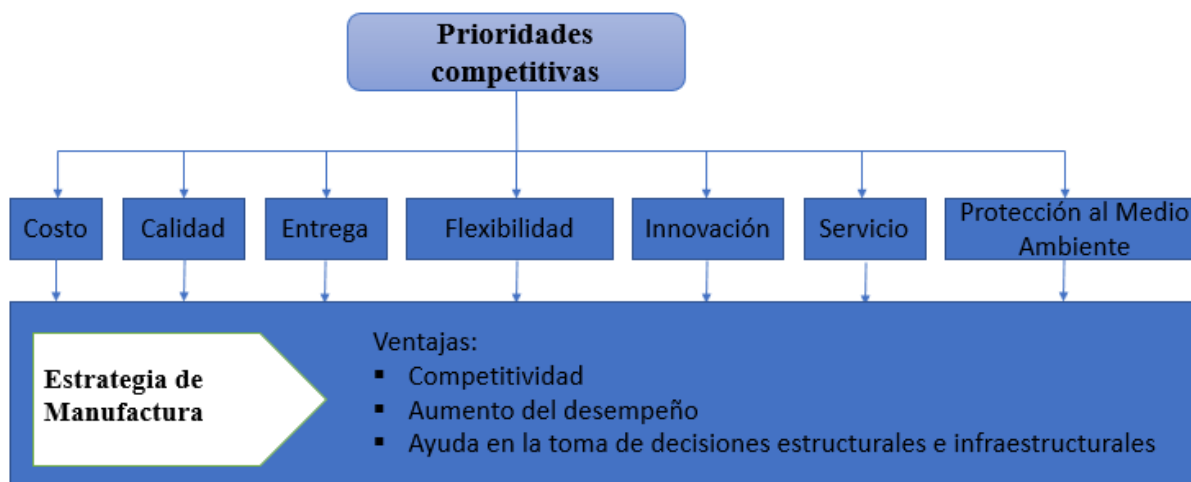 Prioridades
competitivas
Costo
Calidad
Entrega
Flexibilidad
Innovación
Servicio
Protección al Medio
Ambiente
Estrategia de
Manufactura
Ventajas:
▪ Competitividad
▪ Aumento del desempeño
▪ Ayuda en la toma de decisiones estructurales e infraestructurales